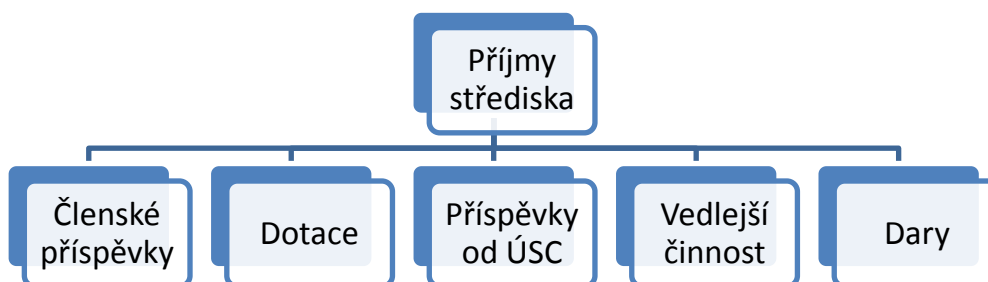 Příjmy
střediska
Členské
příspěvky
Dotace
Příspěvky
od ÚSC
Vedlejší
činnost
Dary